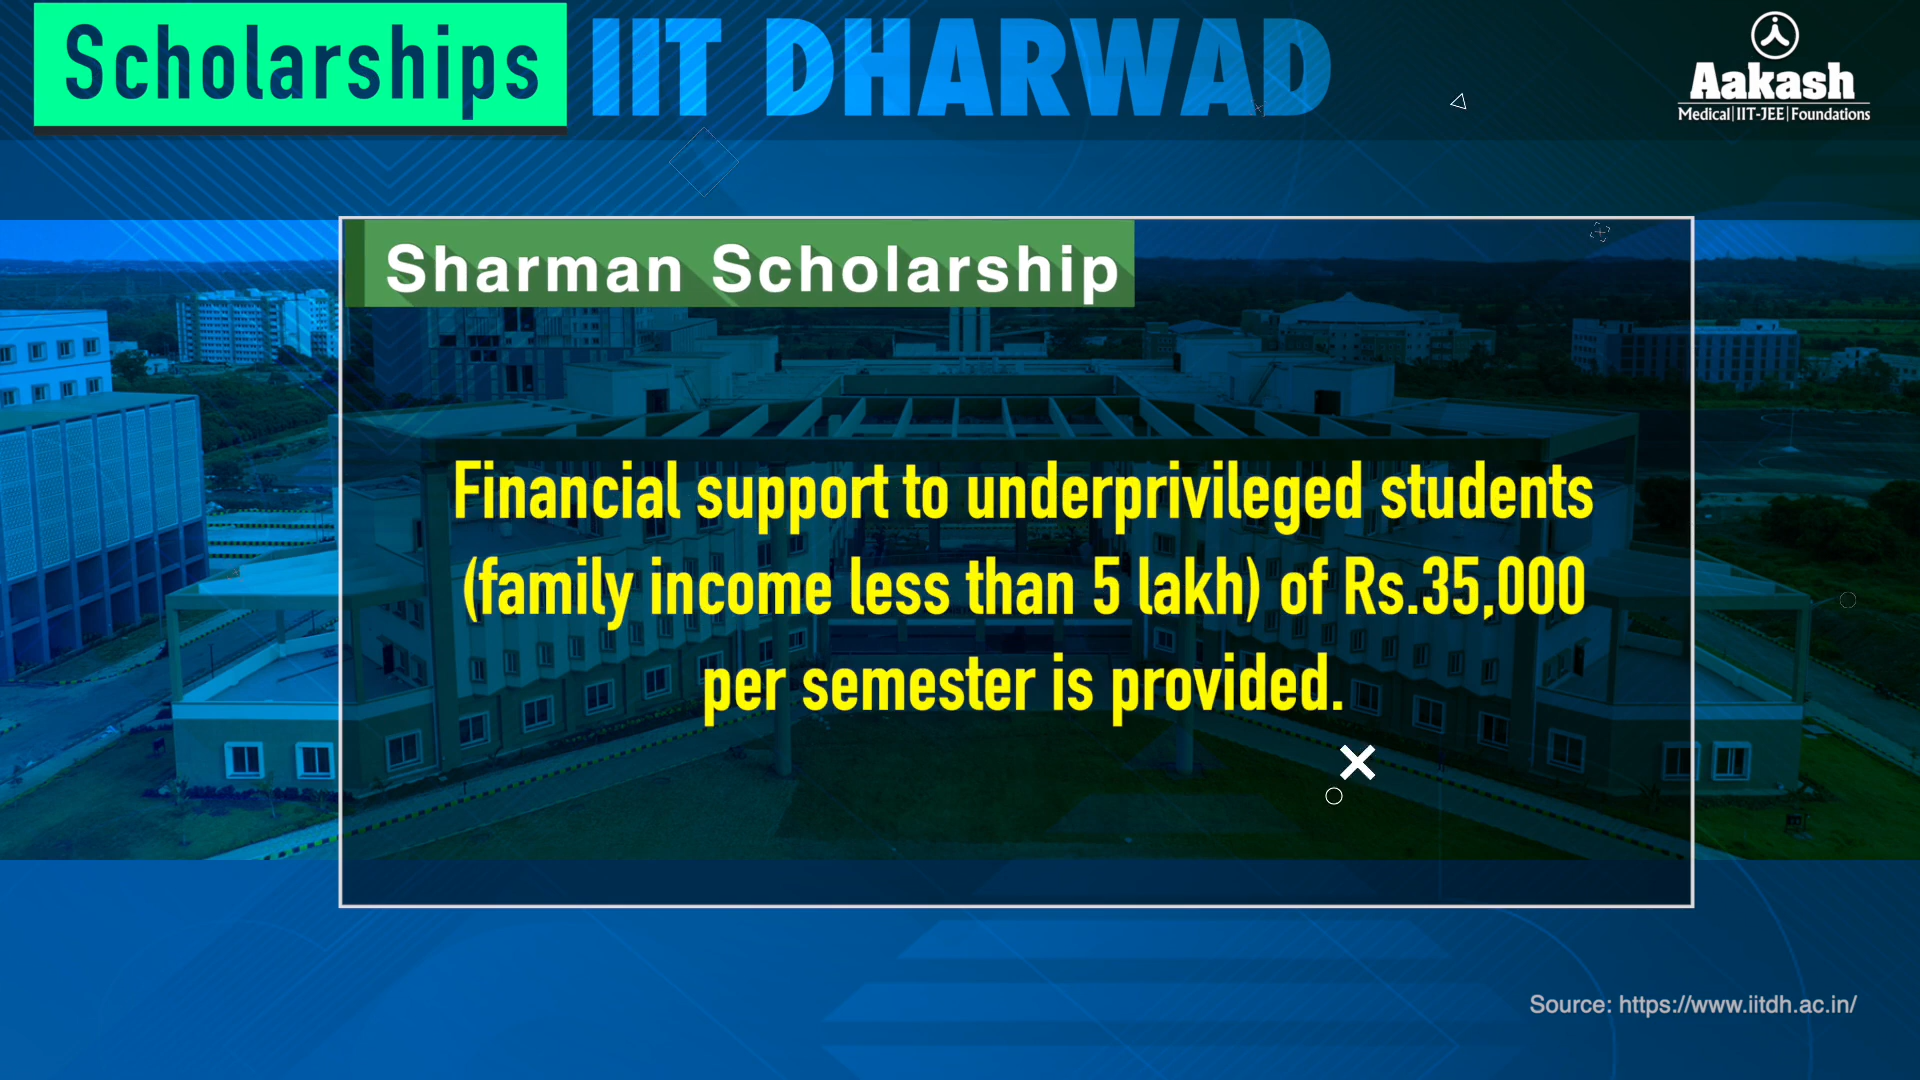 Scholarships IIT DHARWAD
Aakash
Medical|IIT-JEE|Foundations
Sharman Scholarship
Financial support to underprivileged students
(family income less than 5 lakh) of Rs.35,000
per semester is provided.
Source: https://www.iitdh.ac.in/